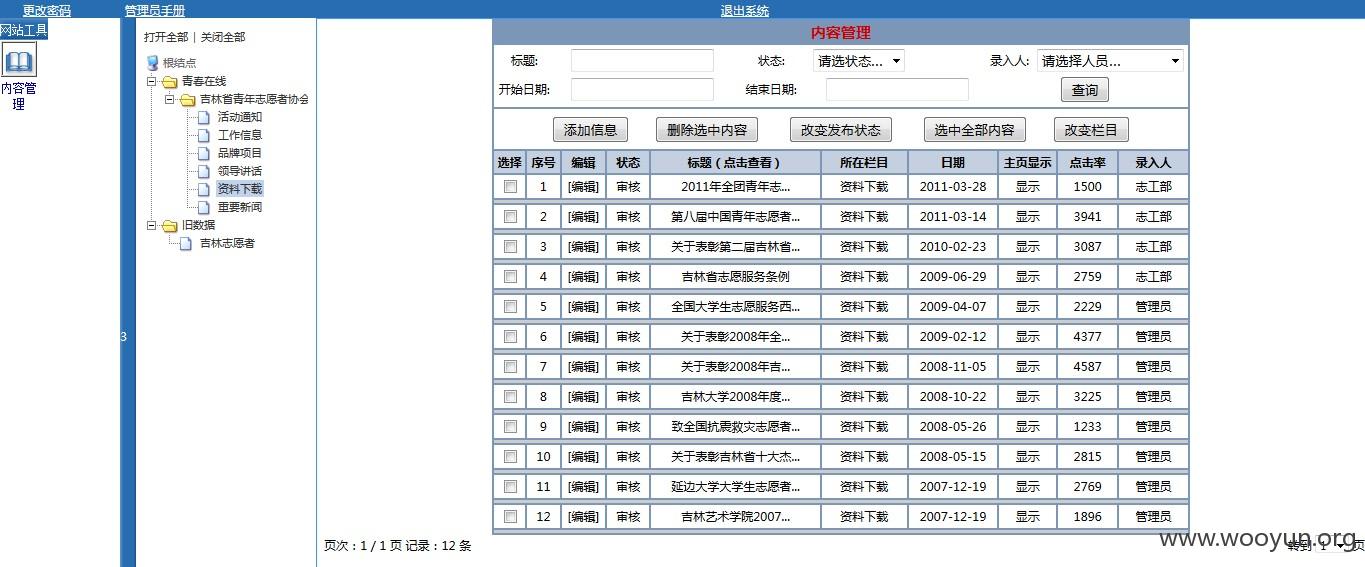 更改密码 管理员手册 退出系统
网站工具
内容管
理
3
打开全部 | 关闭全部
根结点
青春在线
吉林省青年志愿者协会
活动通知
工作信息
品牌项目
领导讲话
资料下载
重要新闻
旧数据
吉林志愿者
内容管理
标题: 状态: 请选状态... 录入人: 请选择人员...
开始日期: 结束日期: 查询
添加信息 删除选中内容 改变发布状态 选中全部内容 改变栏目
选择 序号 编辑 状态 标题（点击查看） 所在栏目 日期 主页显示 点击率 录入人
1 [编辑] 审核 2011年全团青年志... 资料下载 2011-03-28 显示 1500 志工部
2 [编辑] 审核 第八届中国青年志愿者... 资料下载 2011-03-14 显示 3941 志工部
3 [编辑] 审核 关于表彰第二届吉林省... 资料下载 2010-02-23 显示 3087 志工部
4 [编辑] 审核 吉林省志愿服务条例 资料下载 2009-06-29 显示 2759 志工部
5 [编辑] 审核 全国大学生志愿服务西... 资料下载 2009-04-07 显示 2229 管理员
6 [编辑] 审核 关于表彰2008年全... 资料下载 2009-02-12 显示 4377 管理员
7 [编辑] 审核 关于表彰2008年吉... 资料下载 2008-11-05 显示 4587 管理员
8 [编辑] 审核 吉林大学2008年度... 资料下载 2008-10-22 显示 3225 管理员
9 [编辑] 审核 致全国抗震救灾志愿者... 资料下载 2008-05-26 显示 1233 管理员
10 [编辑] 审核 关于表彰吉林省十大杰... 资料下载 2008-05-15 显示 2815 管理员
11 [编辑] 审核 延边大学大学生志愿者... 资料下载 2007-12-19 显示 2769 管理员
12 [编辑] 审核 吉林艺术学院2007... 资料下载 2007-12-19 显示 1896 管理员
页次 : 1 / 1 页 记录 : 12 条 转到 1 页
www.wooyun.org